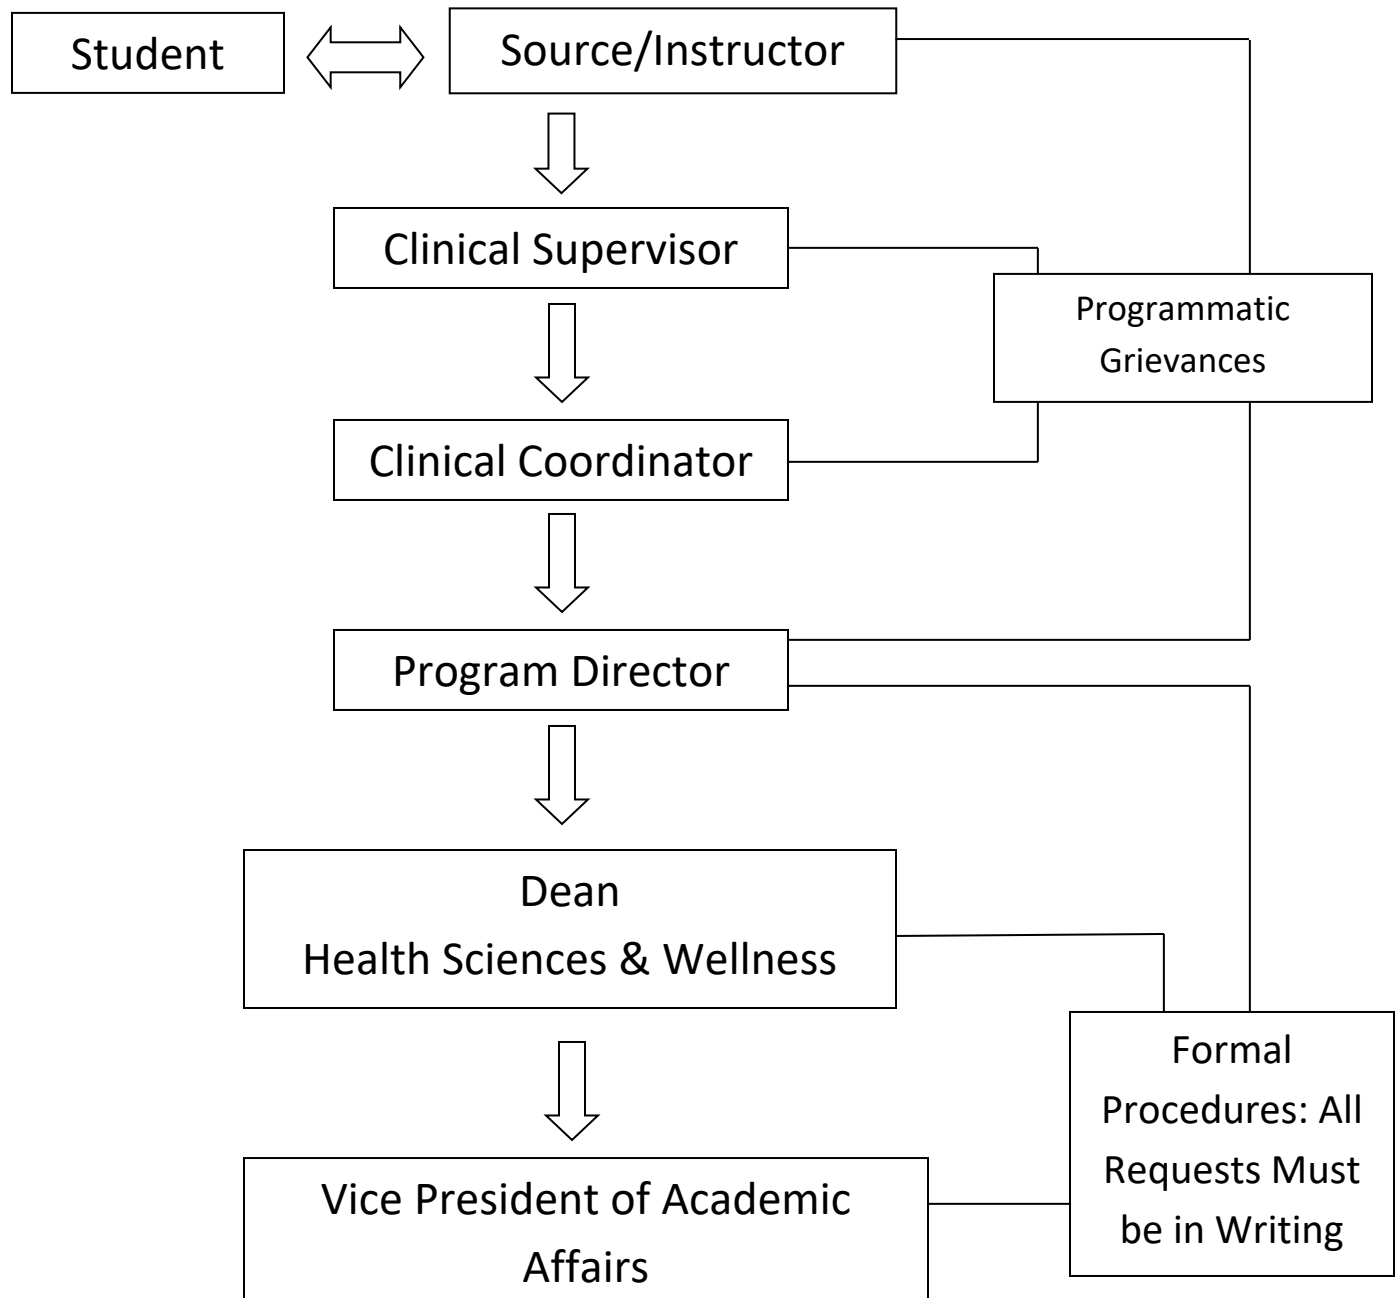 Student
Source/Instructor
Clinical Supervisor
Programmatic
Grievances
Clinical Coordinator
Program Director
Dean
Health Sciences & Wellness
Formal
Procedures: All
Requests Must
be in Writing
Vice President of Academic
Affairs